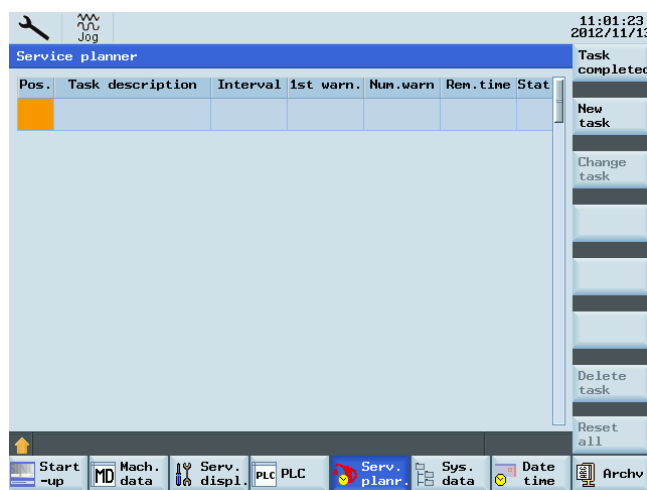 Jog
11:01:23
2012/11/13
Service planner
Task
completed
Pos. Task description Interval 1st warn. Num.warn Rem.time Stat
New
task
Change
task
Delete
task
Reset
all
Start
-up
MD Mach.
data
Serv.
displ.
PLC PLC
Serv.
planr.
Sys.
data
Date
time
Archv